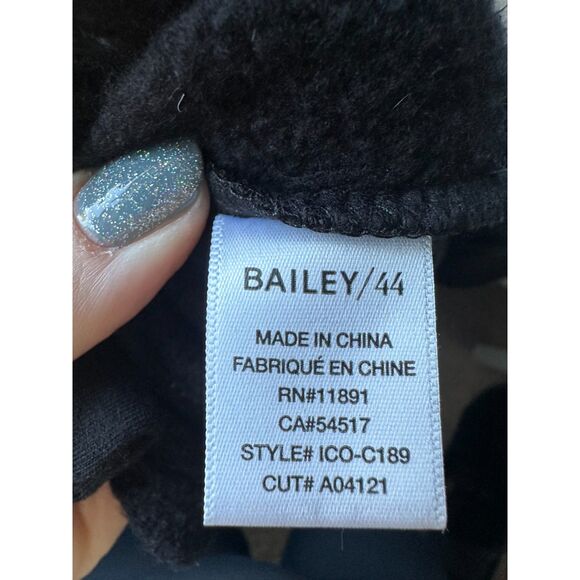 BAILEY/44
MADE IN CHINA
FABRIQUÉ EN CHINE
RN#11891
CA#54517
STYLE# ICO-C189
CUT# A04121